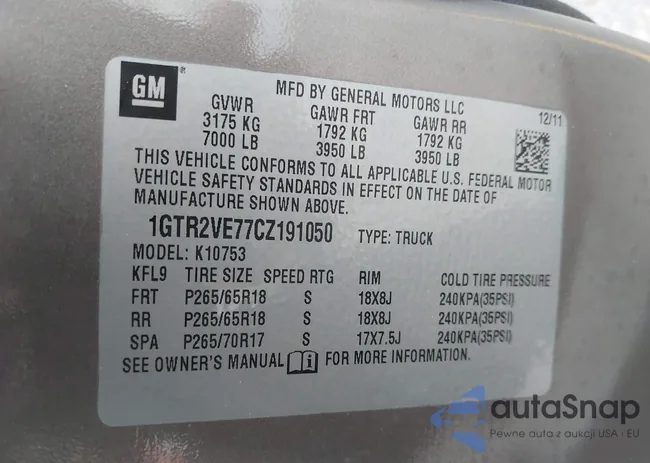 GM
MFD BY GENERAL MOTORS LLC
12/11
GVWR GAWR FRT GAWR RR
3175 KG 1792 KG 1792 KG
7000 LB 3950 LB 3950 LB
THIS VEHICLE CONFORMS TO ALL APPLICABLE U.S. FEDERAL MOTOR
VEHICLE SAFETY STANDARDS IN EFFECT ON THE DATE OF
MANUFACTURE SHOWN ABOVE.
1GTR2VE77CZ191050 TYPE: TRUCK
MODEL: K10753
KFL9 TIRE SIZE SPEED RTG RIM COLD TIRE PRESSURE
FRT P265/65R18 S 18X8J 240KPA(35PSI)
RR P265/65R18 S 18X8J 240KPA(35PSI)
SPA P265/70R17 S 17X7.5J 240KPA(35PSI)
SEE OWNER'S MANUAL FOR MORE INFORMATION.
autaSnap
Pewne auta z aukcji USA · EU